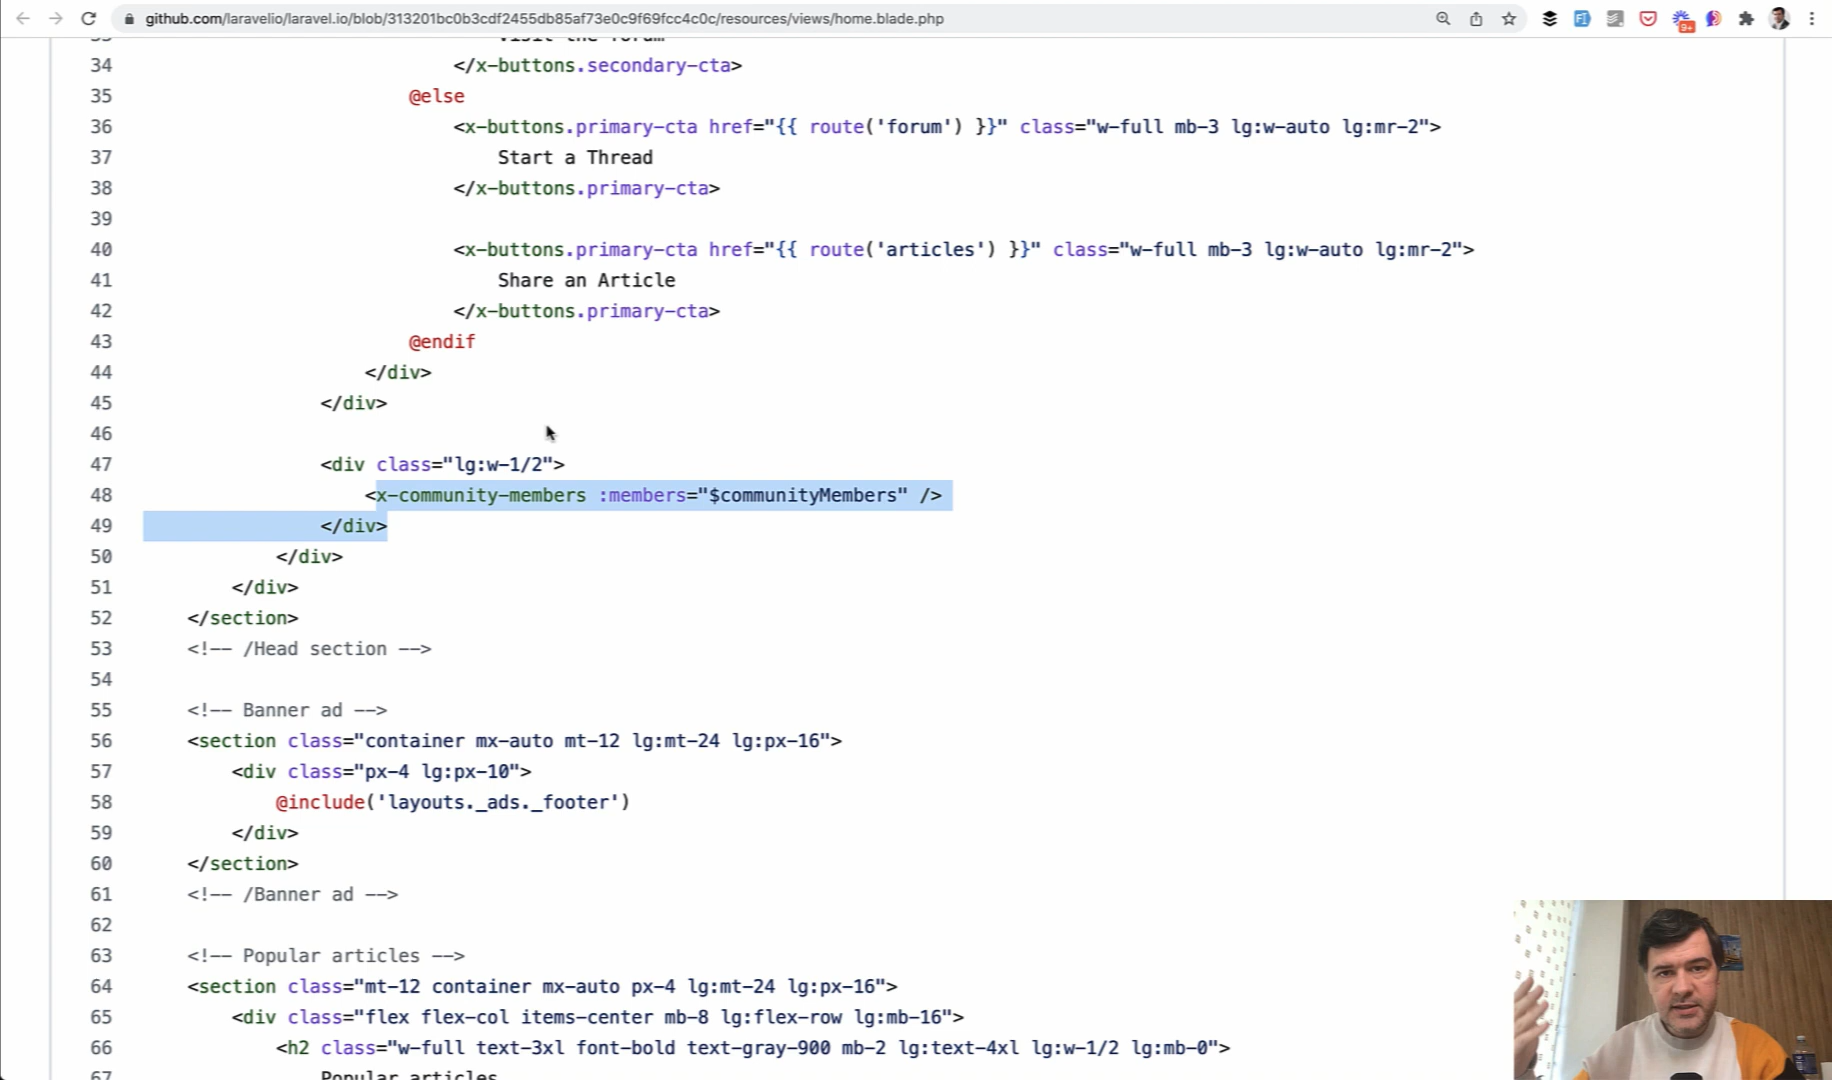 github.com/laravelio/laravel.io/blob/313201bc0b3cdf2455db85af73e0c9f69fcc4c0c/resources/views/home.blade.php
9+
33 Visit the forum
34 </x-buttons.secondary-cta>
35 @else
36 <x-buttons.primary-cta href="{{ route('forum') }}" class="w-full mb-3 lg:w-auto lg:mr-2">
37 Start a Thread
38 </x-buttons.primary-cta>
39
40 <x-buttons.primary-cta href="{{ route('articles') }}" class="w-full mb-3 lg:w-auto lg:mr-2">
41 Share an Article
42 </x-buttons.primary-cta>
43 @endif
44 </div>
45 </div>
46
47 <div class="lg:w-1/2">
48 <x-community-members :members="$communityMembers" />
49 </div>
50 </div>
51 </div>
52 </section>
53 <!-- /Head section -->
54
55 <!-- Banner ad -->
56 <section class="container mx-auto mt-12 lg:mt-24 lg:px-16">
57 <div class="px-4 lg:px-10">
58 @include('layouts._ads._footer')
59 </div>
60 </section>
61 <!-- /Banner ad -->
62
63 <!-- Popular articles -->
64 <section class="mt-12 container mx-auto px-4 lg:mt-24 lg:px-16">
65 <div class="flex flex-col items-center mb-8 lg:flex-row lg:mb-16">
66 <h2 class="w-full text-3xl font-bold text-gray-900 mb-2 lg:text-4xl lg:w-1/2 lg:mb-0">
67 Popular articles